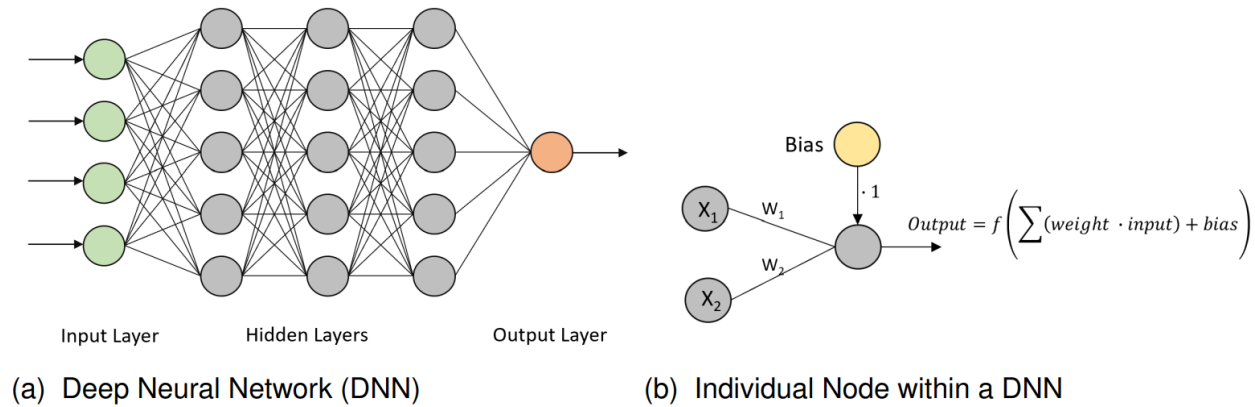 Input Layer
Hidden Layers
Output Layer
(a) Deep Neural Network (DNN)
Bias
· 1
X₁
W₁
X₂
W₂
Output = f(∑(weight · input) + bias)
(b) Individual Node within a DNN